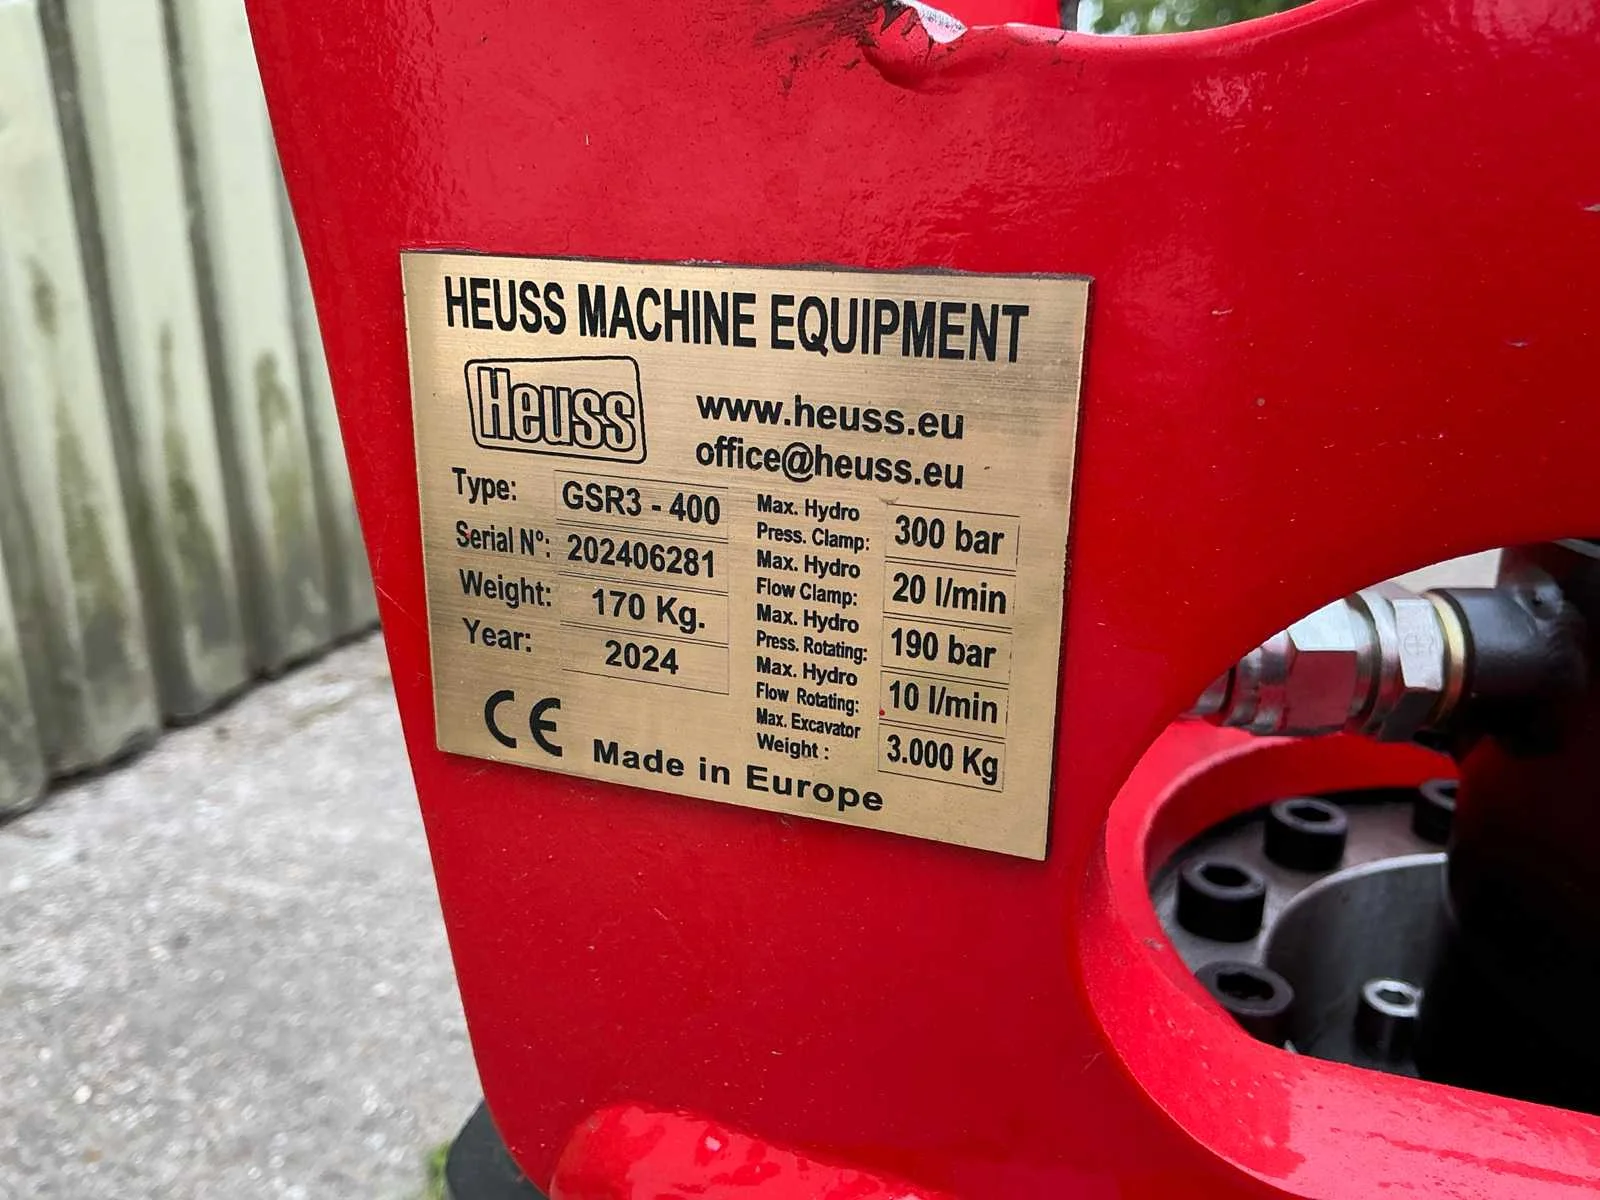 HEUSS MACHINE EQUIPMENT
Heuss
www.heuss.eu
office@heuss.eu
Type: GSR3 - 400
Serial Nº: 202406281
Weight: 170 Kg.
Year: 2024
Max. Hydro
Press. Clamp: 300 bar
Max. Hydro
Flow Clamp: 20 l/min
Max. Hydro
Press. Rotating: 190 bar
Max. Hydro
Flow Rotating: 10 l/min
Max. Excavator
Weight : 3.000 Kg
CE
Made in Europe